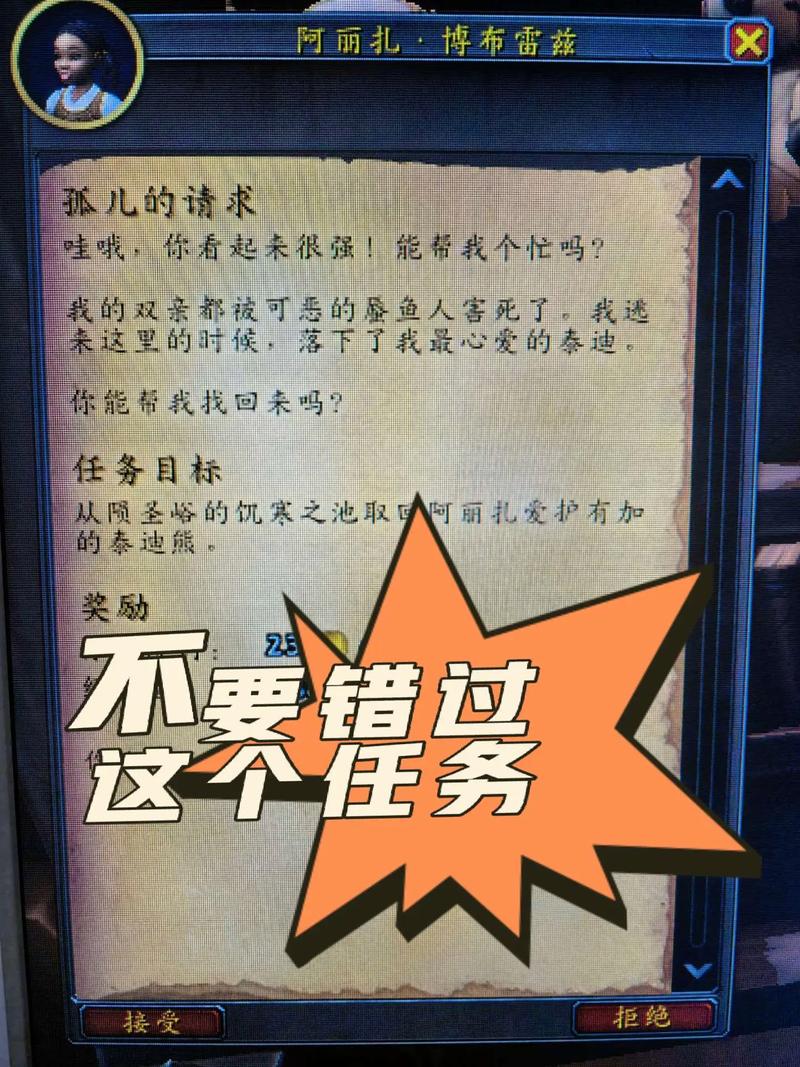 阿丽扎·博布雷兹
孤儿的请求
哇哦，你看起来很强！能帮我个忙吗？
我的双亲都被可恶的蜃鱼人害死了。我逃
来这里的时候，落下了我最心爱的泰迪。
你能帮我找回来吗？
任务目标
从陨圣峪的饥寒之池取回阿丽扎爱护有加
的泰迪熊。
奖励
23
不要错过
这个任务
接受
拒绝